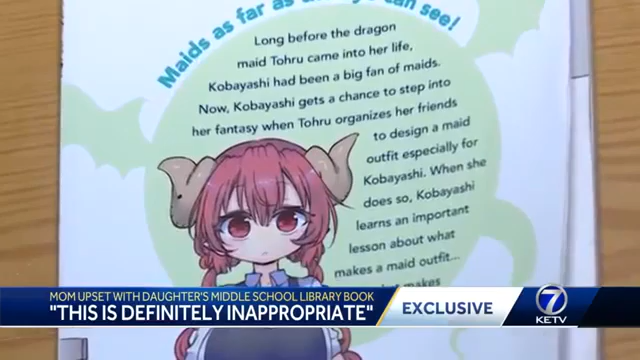 Maids as far as
can see!
Long before the dragon
maid Tohru came into her life,
Kobayashi had been a big fan of maids.
Now, Kobayashi gets a chance to step into
her fantasy when Tohru organizes her friends
to design a maid
outfit especially for
Kobayashi. When she
does so, Kobayashi
learns an important
lesson about what
makes a maid outfit...
makes
MOM UPSET WITH DAUGHTER'S MIDDLE SCHOOL LIBRARY BOOK
"THIS IS DEFINITELY INAPPROPRIATE"
EXCLUSIVE
7
KETV